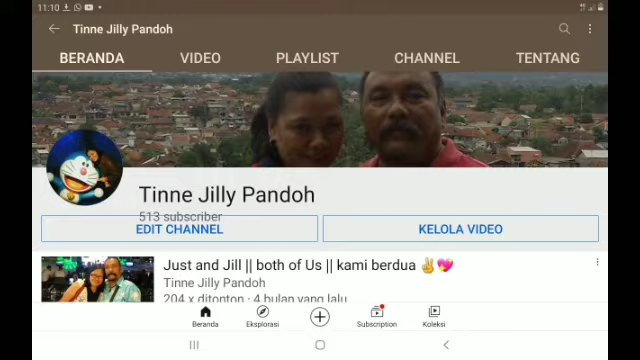 11:10
Tinne Jilly Pandoh
BERANDA VIDEO PLAYLIST CHANNEL TENTANG
Tinne Jilly Pandoh
513 subscriber
EDIT CHANNEL KELOLA VIDEO
Just and Jill || both of Us || kami berdua ✌💖
Tinne Jilly Pandoh
204 x ditonton · 4 bulan yang lalu
Beranda Eksplorasi Subscription Koleksi